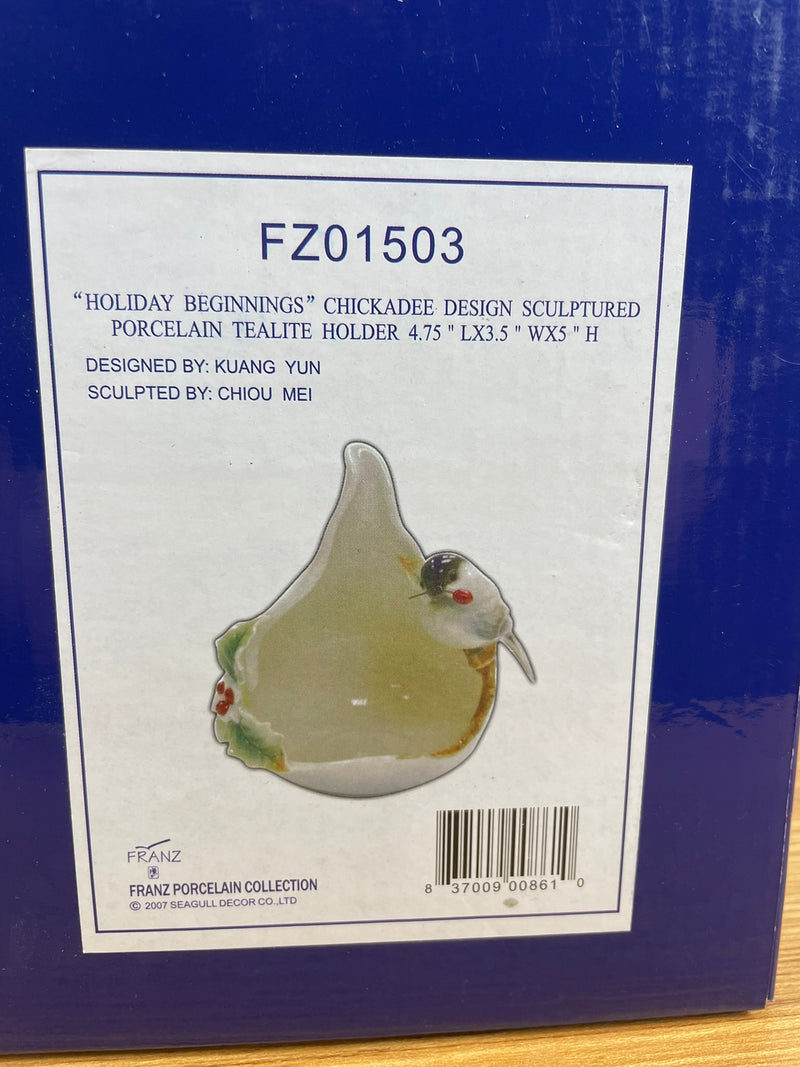 FZ01503
“HOLIDAY BEGINNINGS” CHICKADEE DESIGN SCULPTURED
PORCELAIN TEALITE HOLDER 4.75 " LX3.5 " WX5 " H
DESIGNED BY: KUANG YUN
SCULPTED BY: CHIOU MEI
FRANZ
FRANZ PORCELAIN COLLECTION
© 2007 SEAGULL DECOR CO.,LTD
8 37009 00861 0